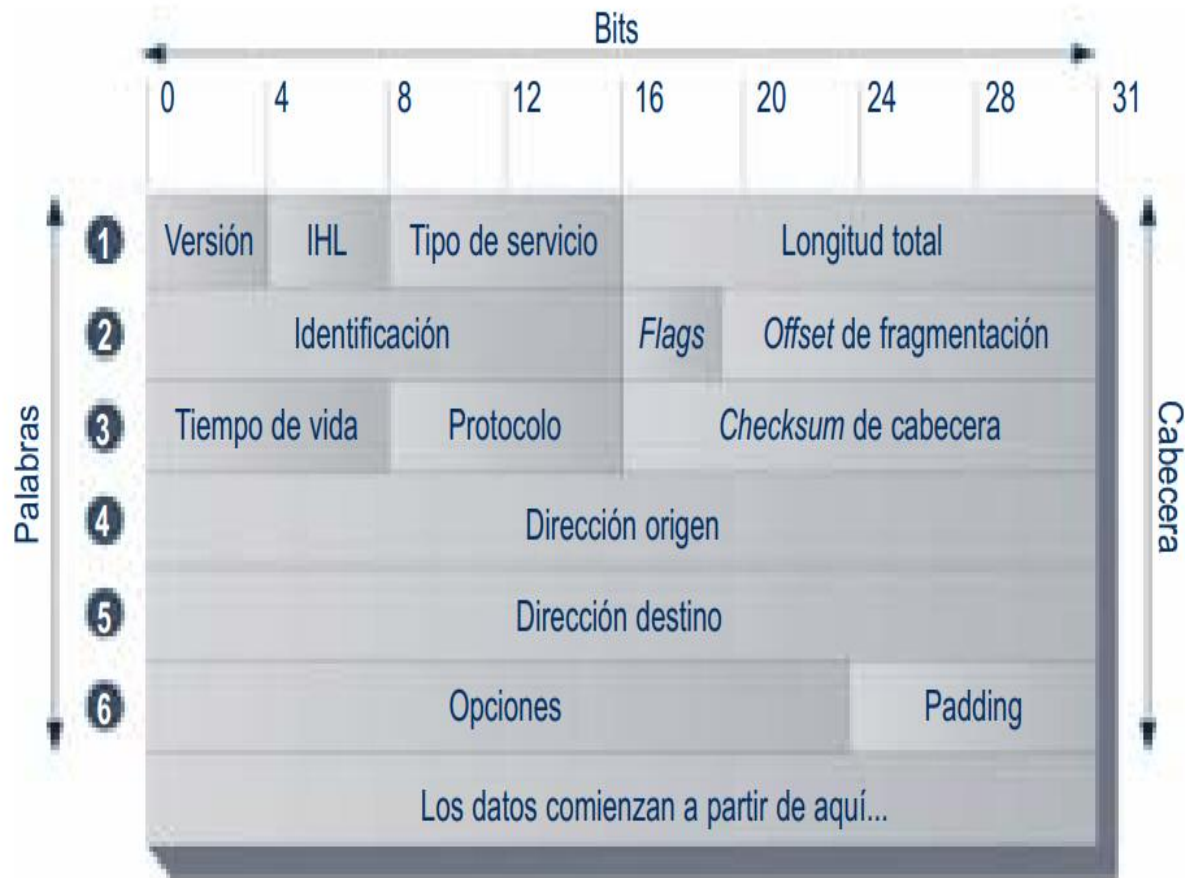 Bits
0 4 8 12 16 20 24 28 31
Palabras
Cabecera
1 Versión IHL Tipo de servicio Longitud total
2 Identificación Flags Offset de fragmentación
3 Tiempo de vida Protocolo Checksum de cabecera
4 Dirección origen
5 Dirección destino
6 Opciones Padding
Los datos comienzan a partir de aquí...